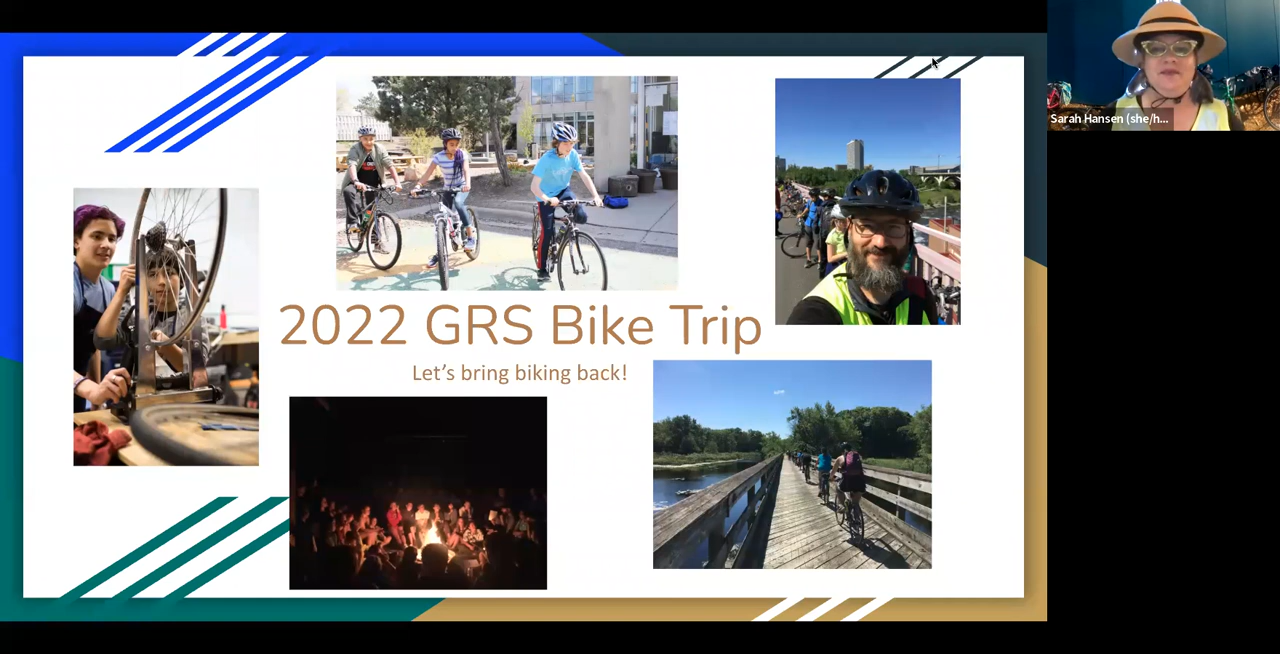 2022 GRS Bike Trip
Let's bring biking back!
Sarah Hansen (she/h...